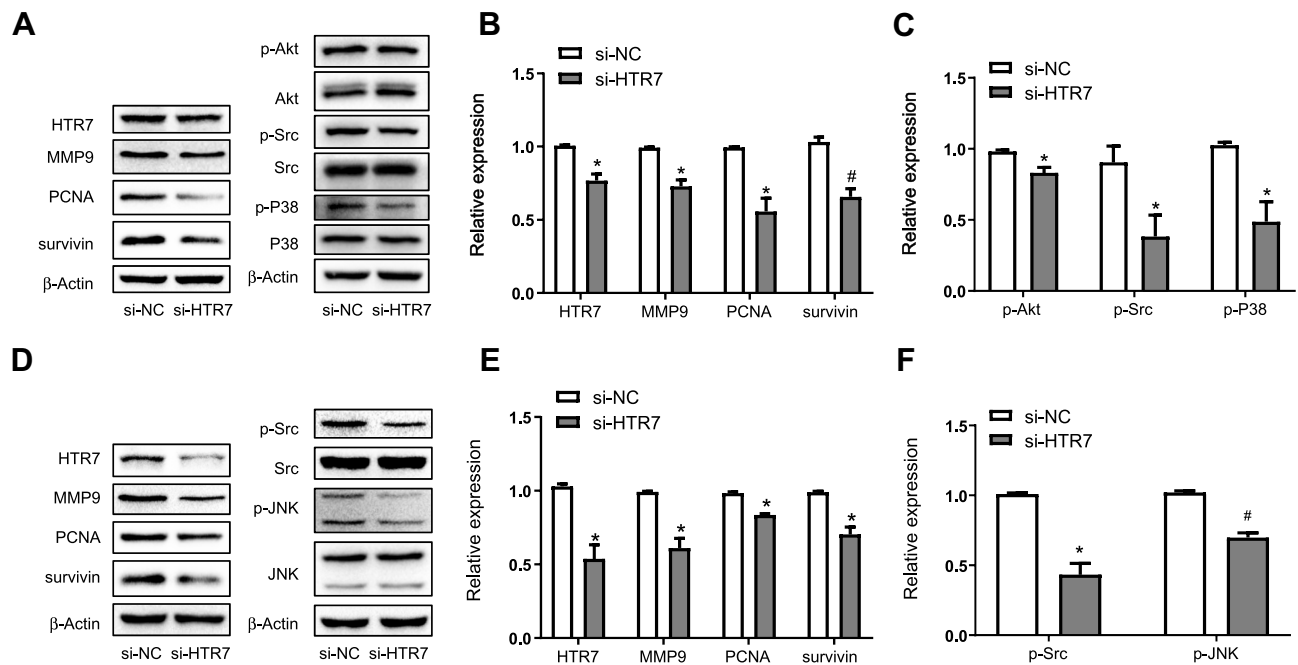 A
HTR7
MMP9
PCNA
survivin
β-Actin
si-NC si-HTR7
p-Akt
Akt
p-Src
Src
p-P38
P38
β-Actin
si-NC si-HTR7
B
si-NC
si-HTR7
Relative expression
1.5
1.0
0.5
0.0
* * * #
HTR7 MMP9 PCNA survivin
C
si-NC
si-HTR7
Relative expression
1.5
1.0
0.5
0.0
* * *
p-Akt p-Src p-P38
D
HTR7
MMP9
PCNA
survivin
β-Actin
si-NC si-HTR7
p-Src
Src
p-JNK
JNK
β-Actin
si-NC si-HTR7
E
si-NC
si-HTR7
Relative expression
1.5
1.0
0.5
0.0
* * * *
HTR7 MMP9 PCNA survivin
F
si-NC
si-HTR7
Relative expression
1.5
1.0
0.5
0.0
* #
p-Src p-JNK